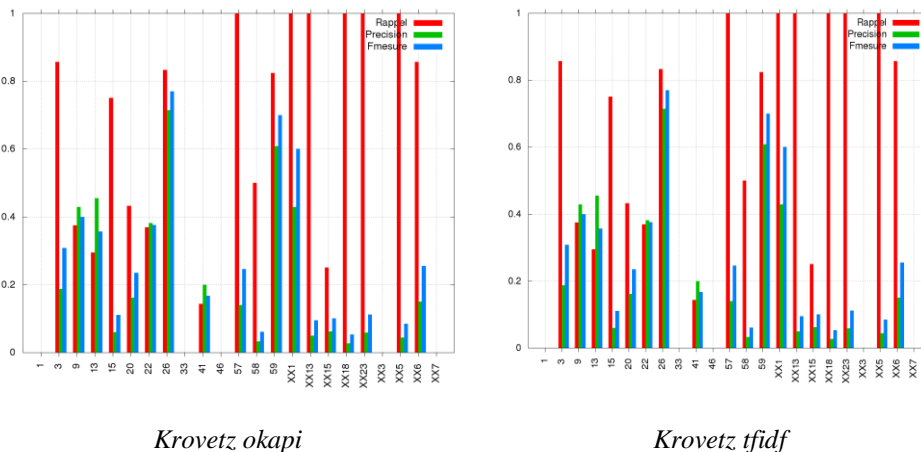 1
0.8
0.6
0.4
0.2
0
Rappel
Precision
Fmesure
1 3 9 13 15 20 22 26 33 41 46 57 58 59 XX1 XX13 XX15 XX18 XX23 XX3 XX5 XX6 XX7
Krovetz okapi
1
0.8
0.6
0.4
0.2
0
Rappel
Precision
Fmesure
1 3 9 13 15 20 22 26 33 41 46 57 58 59 XX1 XX13 XX15 XX18 XX23 XX3 XX5 XX6 XX7
Krovetz tfidf